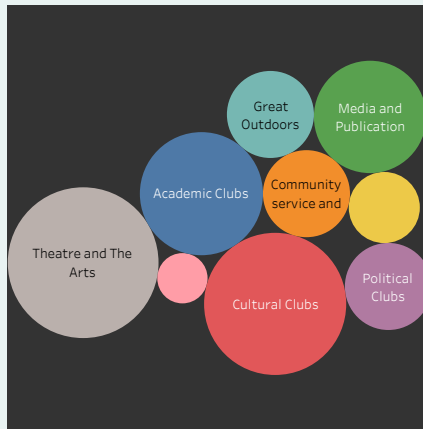 Great
Outdoors
Media and
Publication
Academic Clubs
Community
service and
Theatre and The
Arts
Political
Clubs
Cultural Clubs